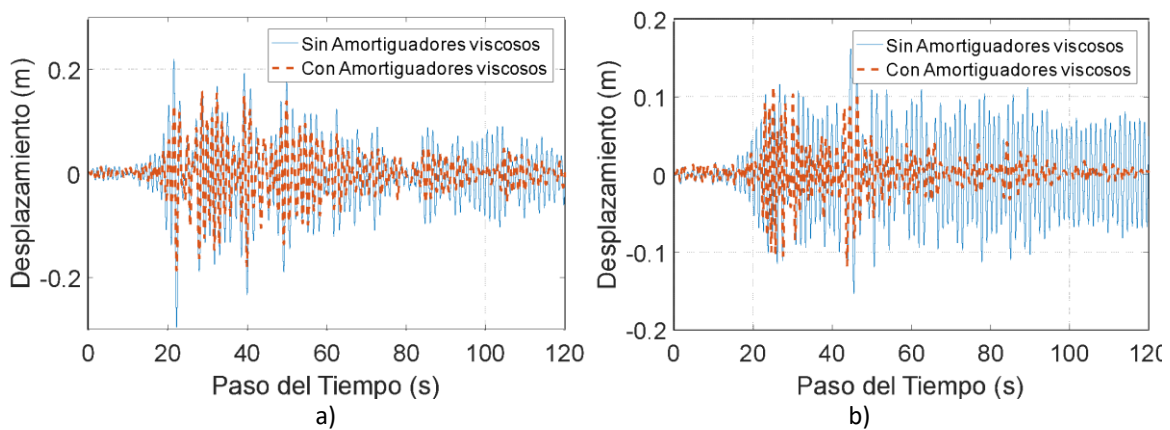 Desplazamiento (m)
0.2
0
-0.2
Sin Amortiguadores viscosos
Con Amortiguadores viscosos
0 20 40 60 80 100 120
Paso del Tiempo (s)
a)
Desplazamiento (m)
0.2
0.1
0
-0.1
-0.2
Sin Amortiguadores viscosos
Con Amortiguadores viscosos
0 20 40 60 80 100 120
Paso del Tiempo (s)
b)